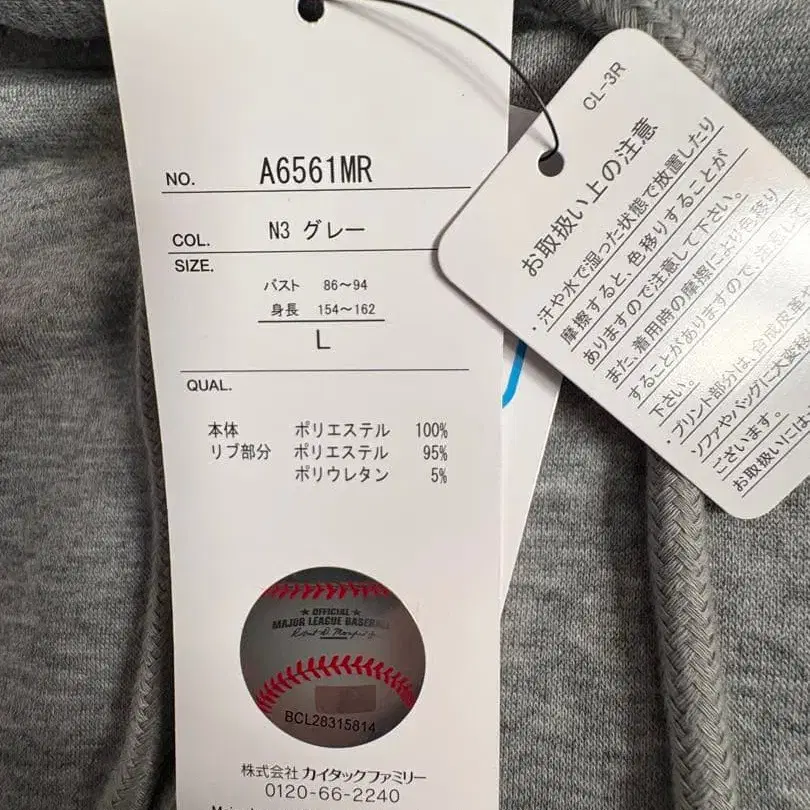 NO. A6561MR
COL. N3 グレー
SIZE.
バスト 86～94
身長 154～162
L
QUAL.
本体 ポリエステル 100%
リブ部分 ポリエステル 95%
ポリウレタン 5%
★ OFFICIAL ★
MAJOR LEAGUE BASEBALL
BCL28315814
株式会社 カイタックファミリー
0120-66-2240
CL-3R
お取扱い上の注意
・汗や水で湿った状態で放置したり
摩擦すると、色移りすることが
ありますので注意して下さい。
また、着用時の摩擦により毛玈り
することがありますので、注意し
下さい。
・プリント部分は、合成皮革
ソファやバッグに大変
ございます。
お取扱いには、